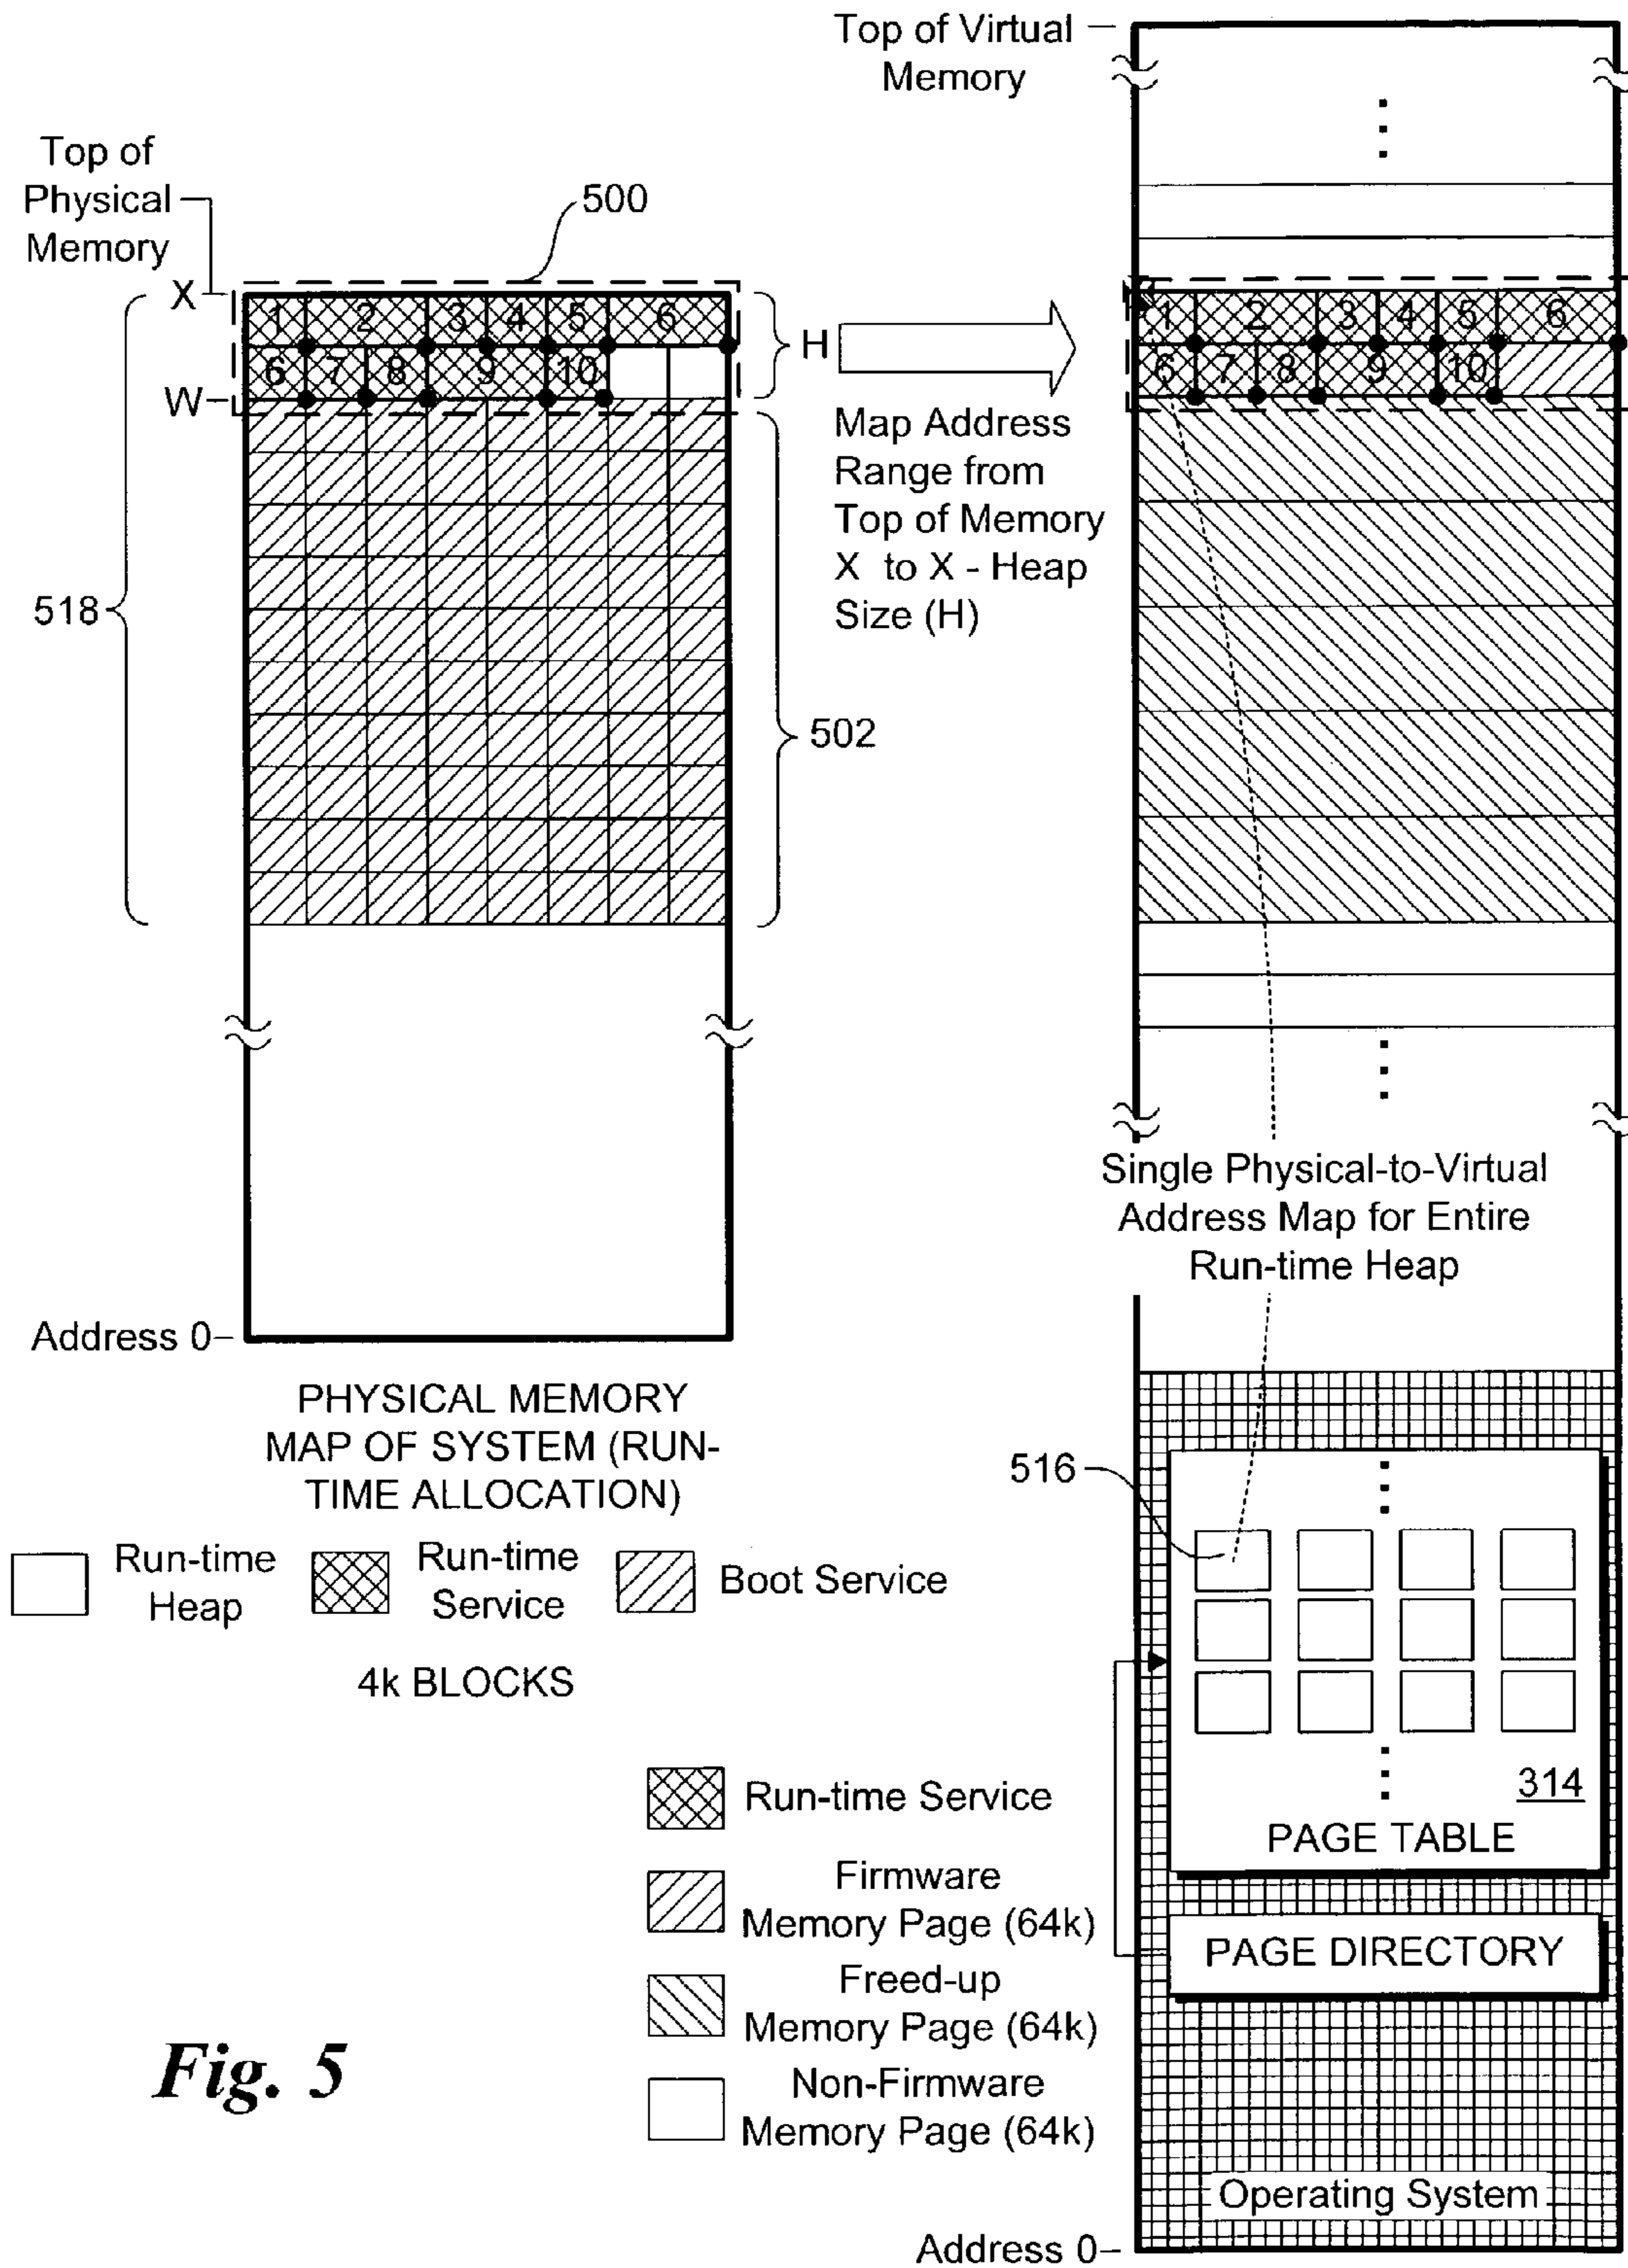 Top of Virtual
Memory
Top of
Physical
Memory
500
X
1 2 3 4 5 6
6 7 8 9 10
W
H
1 2 3 4 5 6
6 7 8 9 10
Map Address
Range from
Top of Memory
X to X - Heap
Size (H)
518
502
Single Physical-to-Virtual
Address Map for Entire
Run-time Heap
Address 0
PHYSICAL MEMORY
MAP OF SYSTEM (RUN-
TIME ALLOCATION)
Run-time
Heap
Run-time
Service
Boot Service
4k BLOCKS
516
314
PAGE TABLE
PAGE DIRECTORY
Run-time Service
Firmware
Memory Page (64k)
Freed-up
Memory Page (64k)
Non-Firmware
Memory Page (64k)
Operating System
Address 0
Fig. 5